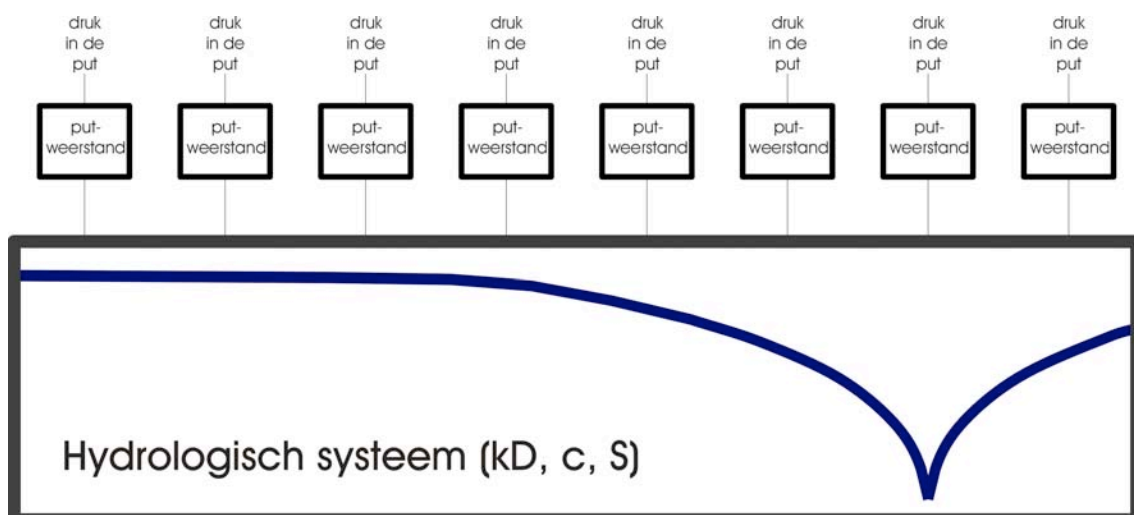 druk
in de
put
druk
in de
put
druk
in de
put
druk
in de
put
druk
in de
put
druk
in de
put
druk
in de
put
druk
in de
put
put-
weerstand
put-
weerstand
put-
weerstand
put-
weerstand
put-
weerstand
put-
weerstand
put-
weerstand
put-
weerstand
Hydrologisch systeem (kD, c, S)